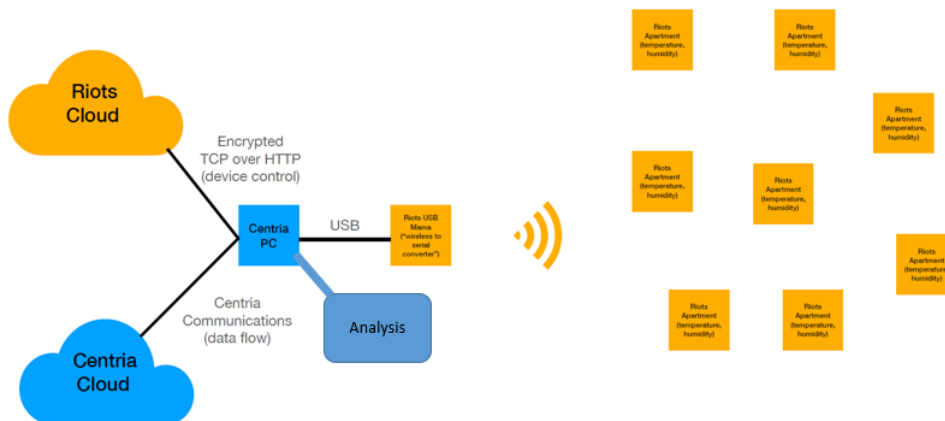 Riots
Cloud
Encrypted
TCP over HTTP
(device control)
Centria
PC
USB
Riots USB
Mama
("wireless to
serial
converter")
Centria
Communications
(data flow)
Analysis
Centria
Cloud
Riots
Apartment
(temperature,
humidity)
Riots
Apartment
(temperature,
humidity)
Riots
Apartment
(temperature,
humidity)
Riots
Apartment
(temperature,
humidity)
Riots
Apartment
(temperature,
humidity)
Riots
Apartment
(temperature,
humidity)
Riots
Apartment
(temperature,
humidity)
Riots
Apartment
(temperature,
humidity)